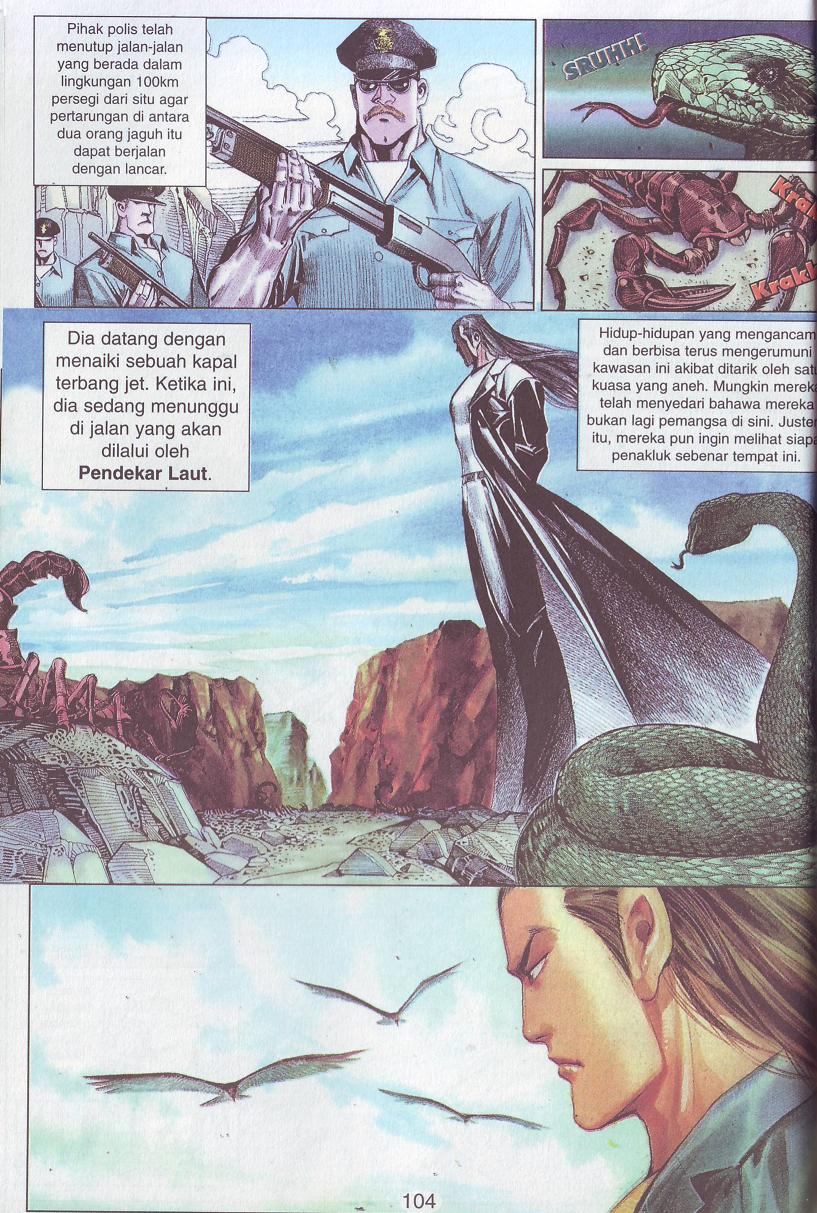 Pihak polis telah
menutup jalan-jalan
yang berada dalam
lingkungan 100km
persegi dari situ agar
pertarungan di antara
dua orang jaguh itu
dapat berjalan
dengan lancar.
SRUHH!
Krak
Krakk
Dia datang dengan
menaiki sebuah kapal
terbang jet. Ketika ini,
dia sedang menunggu
di jalan yang akan
dilalui oleh
Pendekar Laut.
Hidup-hidupan yang mengancam
dan berbisa terus mengerumuni
kawasan ini akibat ditarik oleh satu
kuasa yang aneh. Mungkin mereka
telah menyedari bahawa mereka
bukan lagi pemangsa di sini. Juster
itu, mereka pun ingin melihat siapa
penakluk sebenar tempat ini.
104